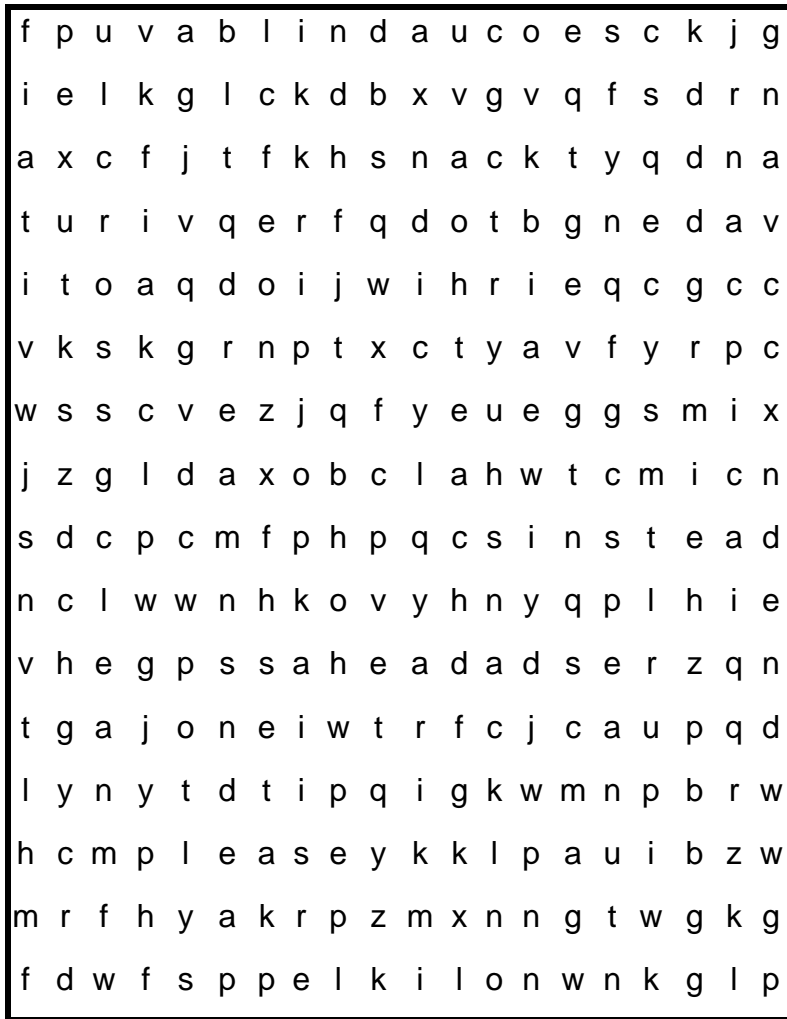 f p u v a b l i n d a u c o e s c k j g
i e l k g l c k d b x v g v q f s d r n
a x c f j t f k h s n a c k t y q d n a
t u r i v q e r f q d o t b g n e d a v
i t o a q d o i j w i h r i e q c g c c
v k s k g r n p t x c t y a v f y r p c
w s s c v e z j q f y e u e g g s m i x
j z g l d a x o b c l a h w t c m i c n
s d c p c m f p h p q c s i n s t e a d
n c l w w n h k o v y h n y q p l h i e
v h e g p s s a h e a d a d s e r z q n
t g a j o n e i w t r f c j c a u p q d
l y n y t d t i p q i g k w m n p b r w
h c m p l e a s e y k k l p a u i b z w
m r f h y a k r p z m x n n g t w g k g
f d w f s p p e l k i l o n w n k g l p